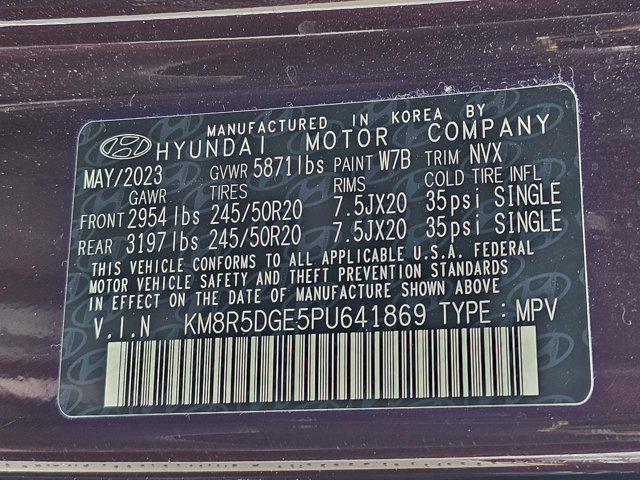 MANUFACTURED IN KOREA BY
HYUNDAI MOTOR COMPANY
MAY/2023 GVWR 5871lbs PAINT W7B TRIM NVX
GAWR TIRES RIMS COLD TIRE INFL
FRONT 2954lbs 245/50R20 7.5JX20 35psi SINGLE
REAR 3197lbs 245/50R20 7.5JX20 35psi SINGLE
THIS VEHICLE CONFORMS TO ALL APPLICABLE U.S.A. FEDERAL
MOTOR VEHICLE SAFETY AND THEFT PREVENTION STANDARDS
IN EFFECT ON THE DATE OF MANUFACTURE SHOWN ABOVE
V.I.N KM8R5DGE5PU641869 TYPE : MPV